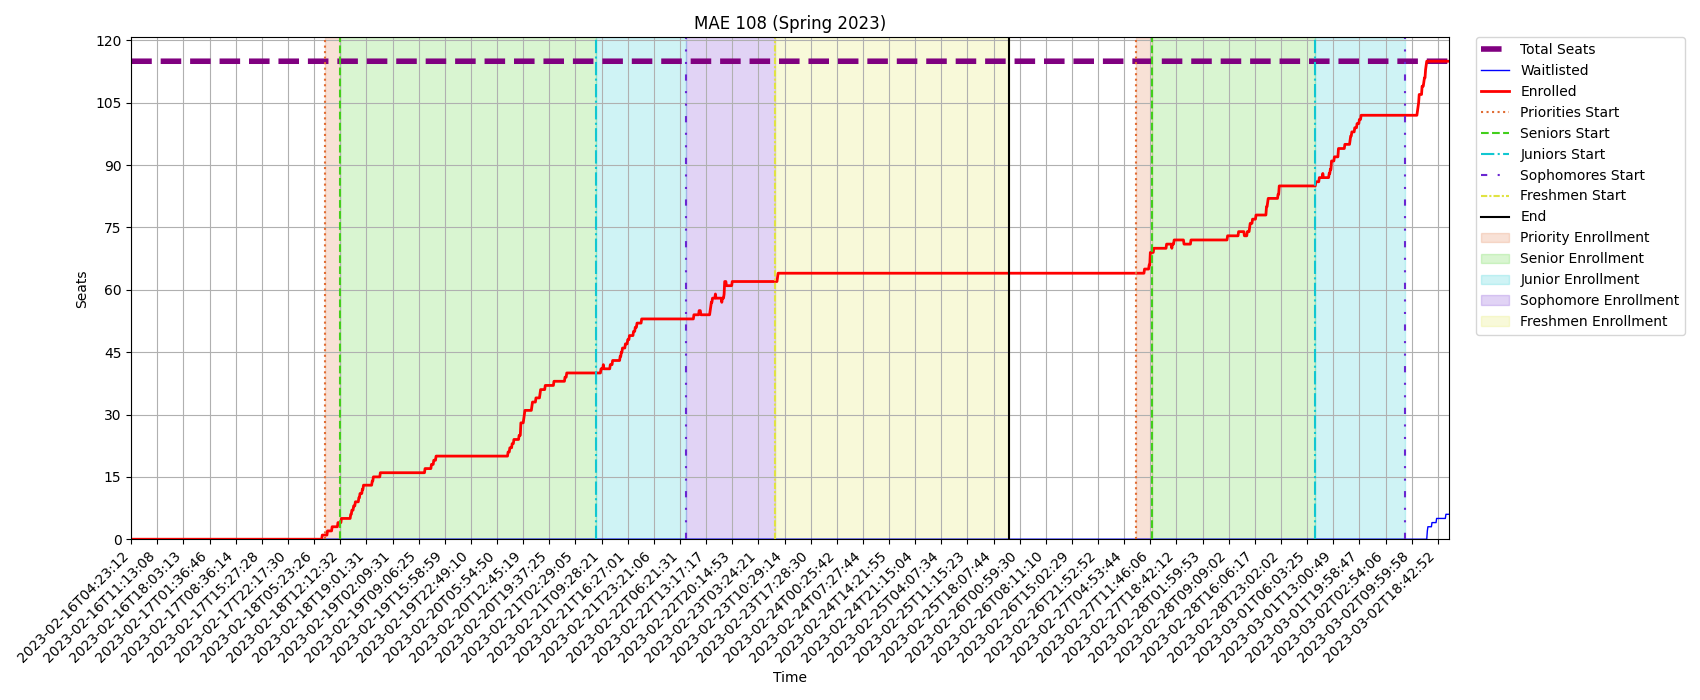 MAE 108 (Spring 2023)
120
105
90
75
60
45
30
15
0
Seats
2023-02-16T04:23:12
2023-02-16T11:13:08
2023-02-16T18:03:13
2023-02-17T01:36:46
2023-02-17T08:36:14
2023-02-17T15:27:28
2023-02-17T22:17:30
2023-02-18T05:23:26
2023-02-18T12:12:32
2023-02-18T19:01:31
2023-02-19T02:09:31
2023-02-19T09:06:25
2023-02-19T15:58:59
2023-02-19T22:49:10
2023-02-20T05:54:50
2023-02-20T12:45:19
2023-02-20T19:37:25
2023-02-21T02:29:05
2023-02-21T09:28:21
2023-02-21T16:27:01
2023-02-21T23:21:06
2023-02-22T06:21:31
2023-02-22T13:17:17
2023-02-22T20:14:53
2023-02-23T03:24:21
2023-02-23T10:29:14
2023-02-23T17:28:30
2023-02-24T00:25:42
2023-02-24T07:27:44
2023-02-24T14:21:55
2023-02-24T21:15:04
2023-02-25T04:07:34
2023-02-25T11:15:23
2023-02-25T18:07:44
2023-02-26T00:59:30
2023-02-26T08:11:10
2023-02-26T15:02:29
2023-02-26T21:52:52
2023-02-27T04:53:44
2023-02-27T11:46:06
2023-02-27T18:42:12
2023-02-28T01:59:53
2023-02-28T09:09:02
2023-02-28T16:06:17
2023-02-28T23:02:02
2023-03-01T06:03:25
2023-03-01T13:00:49
2023-03-01T19:58:47
2023-03-02T02:54:06
2023-03-02T09:59:58
2023-03-02T18:42:52
Time
Total Seats
Waitlisted
Enrolled
Priorities Start
Seniors Start
Juniors Start
Sophomores Start
Freshmen Start
End
Priority Enrollment
Senior Enrollment
Junior Enrollment
Sophomore Enrollment
Freshmen Enrollment